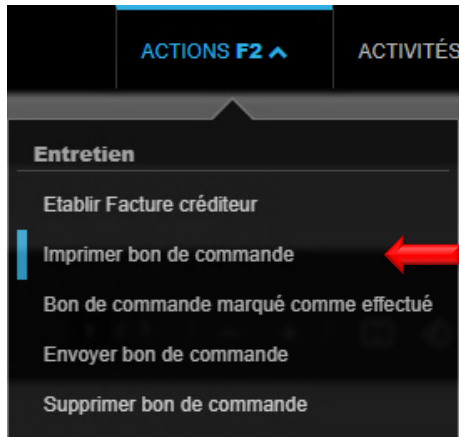 ACTIONS F2 ACTIVITÉS
Entretien
Etablir Facture créditeur
Imprimer bon de commande
Bon de commande marqué comme effectué
Envoyer bon de commande
Supprimer bon de commande